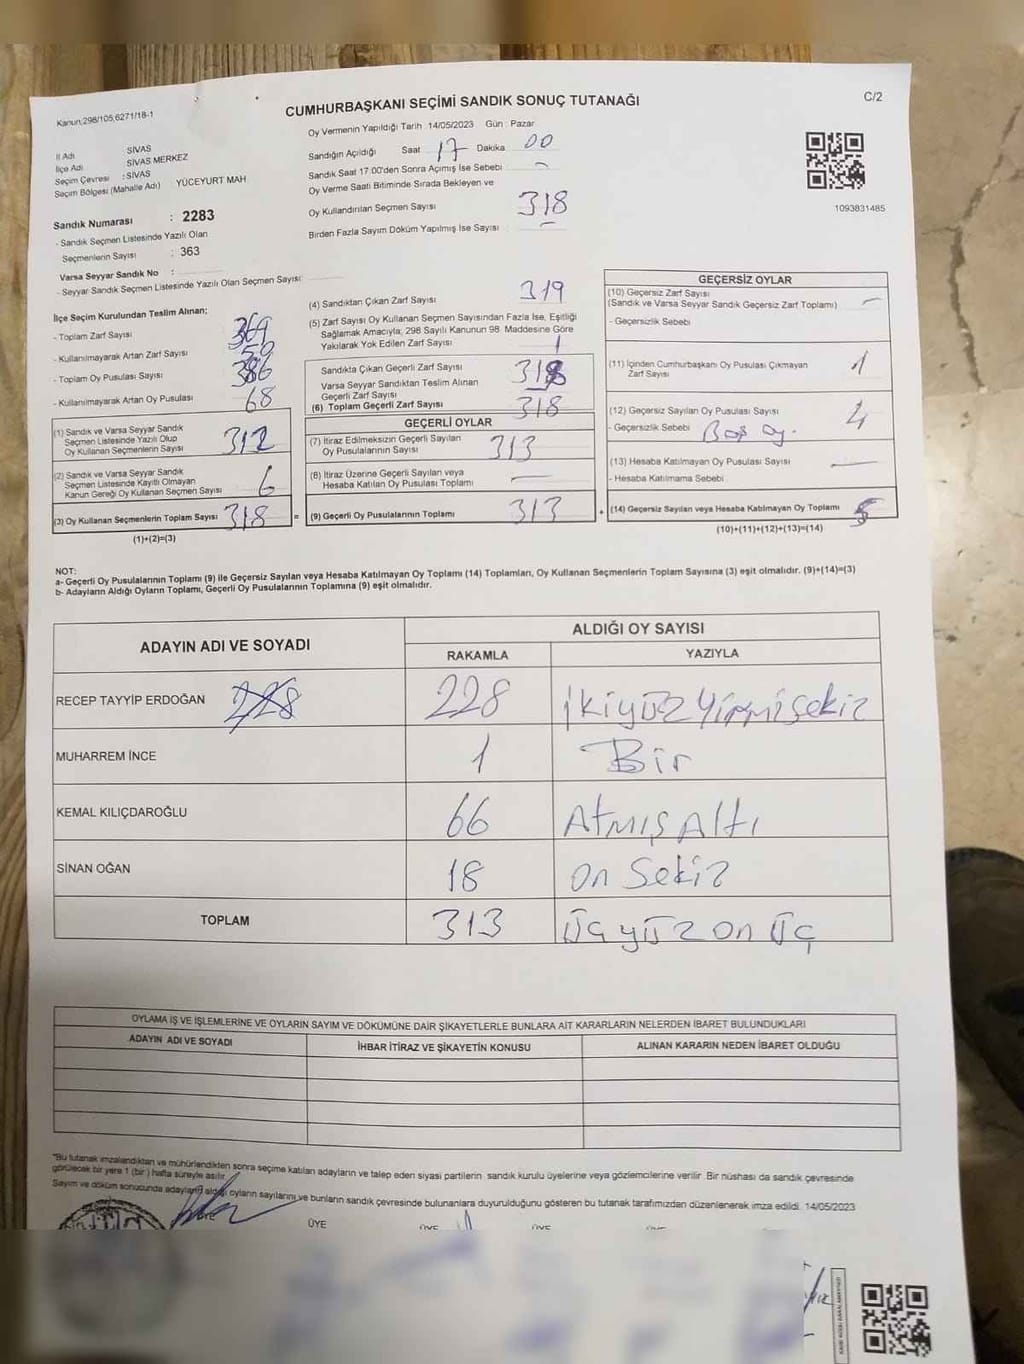 CUMHURBAŞKANI SEÇİMİ SANDIK SONUÇ TUTANAĞI
C/2
Kanun:298/105,6271/18-1
Oy Vermenin Yapıldığı Tarih 14/05/2023 Gün : Pazar
İl Adı SİVAS
İlçe Adı SİVAS MERKEZ
Seçim Çevresi : SİVAS
Seçim Bölgesi (Mahalle Adı) YÜCEYURT MAH
Sandık Numarası : 2283
- Sandık Seçmen Listesinde Yazılı Olan
Seçmenlerin Sayısı : 363
Varsa Seyyar Sandık No :
- Seyyar Sandık Seçmen Listesinde Yazılı Olan Seçmen Sayısı:
Sandığın Açıldığı Saat 17 Dakika 00
Sandık Saat 17:00'den Sonra Açımış İse Sebebi
Oy Verme Saati Bitiminde Sırada Bekleyen ve
Oy Kullandırılan Seçmen Sayısı 318
Birden Fazla Sayım Döküm Yapılmış İse Sayısı
1093831485
İlçe Seçim Kurulundan Teslim Alınan;
- Toplam Zarf Sayısı
- Kullanılmayarak Artan Zarf Sayısı
- Toplam Oy Pusulası Sayısı 386
- Kullanılmayarak Artan Oy Pusulası 68
(1) Sandık ve Varsa Seyyar Sandık
Seçmen Listesinde Yazılı Olup
Oy Kullanan Seçmenlerin Sayısı 312
(2) Sandık ve Varsa Seyyar Sandık
Seçmen Listesinde Kayıtlı Olmayan
Kanun Gereği Oy Kullanan Seçmen Sayısı 6
(3) Oy Kullanan Seçmenlerin Toplam Sayısı 318 =
(1)+(2)=(3)
(4) Sandıktan Çıkan Zarf Sayısı 319
(5) Zarf Sayısı Oy Kullanan Seçmen Sayısından Fazla İse, Eşitliği
Sağlamak Amacıyla; 298 Sayılı Kanunun 98. Maddesine Göre
Yakılarak Yok Edilen Zarf Sayısı 1
Sandıkta Çıkan Geçerli Zarf Sayısı 318
Varsa Seyyar Sandıktan Teslim Alınan
Geçerli Zarf Sayısı
(6) Toplam Geçerli Zarf Sayısı 318
GEÇERLİ OYLAR
(7) İtiraz Edilmeksizin Geçerli Sayılan
Oy Pusulalarının Sayısı 313
(8) İtiraz Üzerine Geçerli Sayılan veya
Hesaba Katılan Oy Pusulası Toplamı
(9) Geçerli Oy Pusulalarının Toplamı 313 +
GEÇERSİZ OYLAR
(10) Geçersiz Zarf Sayısı
(Sandık ve Varsa Seyyar Sandık Geçersiz Zarf Toplamı)
- Geçersizlik Sebebi
(11) İçinden Cumhurbaşkanı Oy Pusulası Çıkmayan
Zarf Sayısı 1
(12) Geçersiz Sayılan Oy Pusulası Sayısı 4
- Geçersizlik Sebebi Boş oy.
(13) Hesaba Katılmayan Oy Pusulası Sayısı
- Hesaba Katılmama Sebebi
(14) Geçersiz Sayılan veya Hesaba Katılmayan Oy Toplamı 5
(10)+(11)+(12)+(13)=(14)
NOT:
a- Geçerli Oy Pusulalarının Toplamı (9) ile Geçersiz Sayılan veya Hesaba Katılmayan Oy Toplamı (14) Toplamları, Oy Kullanan Seçmenlerin Toplam Sayısına (3) eşit olmalıdır. (9)+(14)=(3)
b- Adayların Aldığı Oyların Toplamı, Geçerli Oy Pusulalarının Toplamına (9) eşit olmalıdır.
ADAYIN ADI VE SOYADI
ALDIĞI OY SAYISI
RAKAMLA YAZIYLA
RECEP TAYYİP ERDOĞAN 228 228 İkiyüzyirmisekiz
MUHARREM İNCE 1 Bir
KEMAL KILIÇDAROĞLU 66 Atmış Altı
SİNAN OĞAN 18 on sekiz
TOPLAM 313 üçyüz on üç
OYLAMA İŞ VE İŞLEMLERİNE VE OYLARIN SAYIM VE DÖKÜMÜNE DAİR ŞİKAYETLERLE BUNLARA AİT KARARLARIN NELERDEN İBARET BULUNDUKLARI
ADAYIN ADI VE SOYADI İHBAR İTİRAZ VE ŞİKAYETİN KONUSU ALINAN KARARIN NEDEN İBARET OLDUĞU
"Bu tutanak imzalandıktan ve mühürlendikten sonra seçime katılan adayların ve talep eden siyasi partilerin sandık kurulu üyelerine veya gözlemcilerine verilir. Bir nüshası da sandık çevresinde
görülecek bir yere 1 (bir ) hafta süreyle asılır.
Sayım ve döküm sonucunda adayların aldığı oyların sayılarını ve bunların sandık çevresinde bulunanlara duyurulduğunu gösteren bu tutanak tarafımızdan düzenlenerek imza edildi. 14/05/2023
ÜYE ÜYE ÜYE